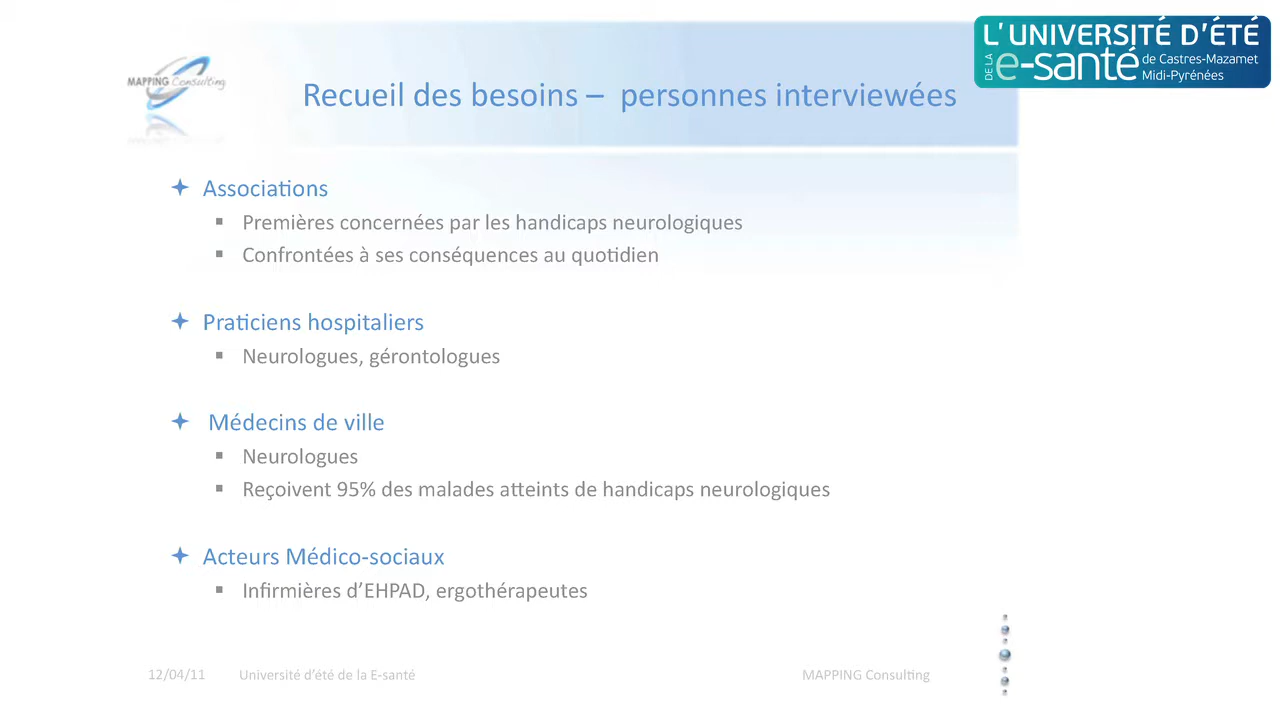 L'UNIVERSITÉ D'ÉTÉ
DE LA e-santé de Castres-Mazamet
Midi-Pyrénées
MAPPING Consulting
Recueil des besoins – personnes interviewées
Associations
Premières concernées par les handicaps neurologiques
Confrontées à ses conséquences au quotidien
Praticiens hospitaliers
Neurologues, gérontologues
Médecins de ville
Neurologues
Reçoivent 95% des malades atteints de handicaps neurologiques
Acteurs Médico-sociaux
Infirmières d'EHPAD, ergothérapeutes
12/04/11 Université d'été de la E-santé MAPPING Consulting